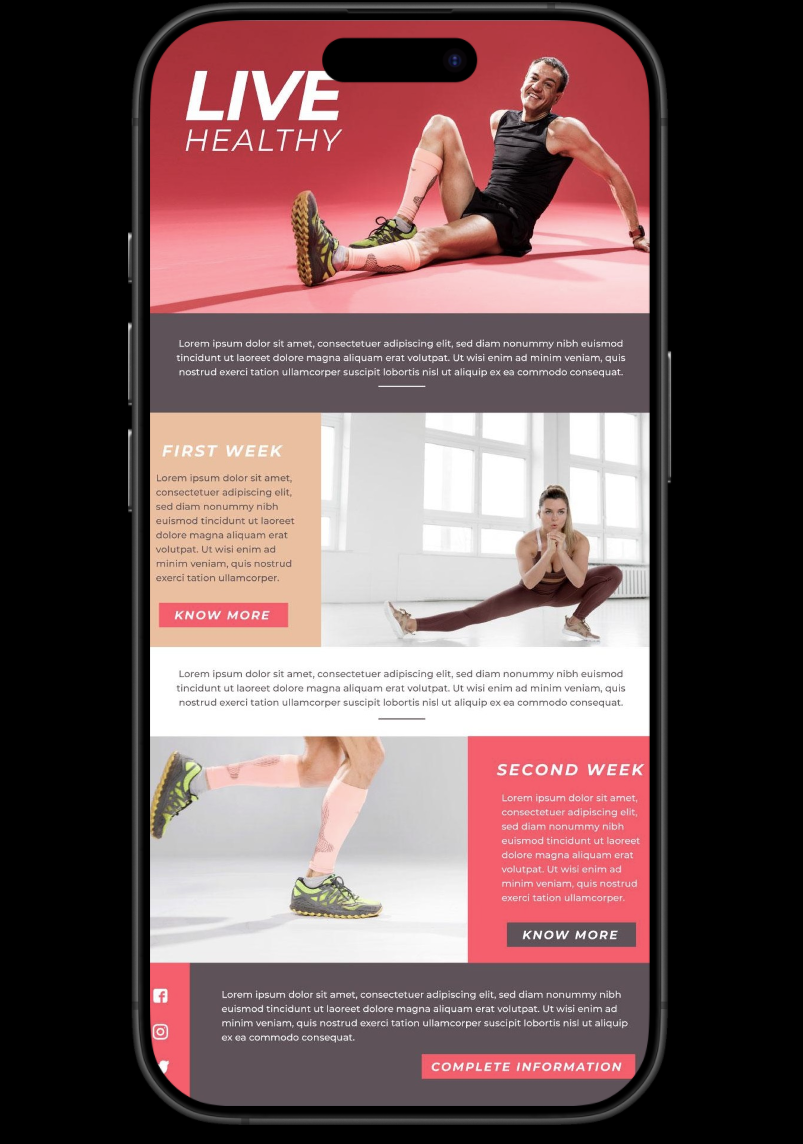 LIVE
HEALTHY
Lorem ipsum dolor sit amet, consectetuer adipiscing elit, sed diam nonummy nibh euismod
tincidunt ut laoreet dolore magna aliquam erat volutpat. Ut wisi enim ad minim veniam, quis
nostrud exerci tation ullamcorper suscipit lobortis nisl ut aliquip ex ea commodo consequat.
FIRST WEEK
Lorem ipsum dolor sit amet,
consectetuer adipiscing elit,
sed diam nonummy nibh
euismod tincidunt ut laoreet
dolore magna aliquam erat
volutpat. Ut wisi enim ad
minim veniam, quis nostrud
exerci tation ullamcorper.
KNOW MORE
Lorem ipsum dolor sit amet, consectetuer adipiscing elit, sed diam nonummy nibh euismod
tincidunt ut laoreet dolore magna aliquam erat volutpat. Ut wisi enim ad minim veniam, quis
nostrud exerci tation ullamcorper suscipit lobortis nisl ut aliquip ex ea commodo consequat.
SECOND WEEK
Lorem ipsum dolor sit amet,
consectetuer adipiscing elit,
sed diam nonummy nibh
euismod tincidunt ut laoreet
dolore magna aliquam erat
volutpat. Ut wisi enim ad
minim veniam, quis nostrud
exerci tation ullamcorper.
KNOW MORE
Lorem ipsum dolor sit amet, consectetuer adipiscing elit, sed diam nonummy nibh
euismod tincidunt ut laoreet dolore magna aliquam erat volutpat. Ut wisi enim ad
minim veniam, quis nostrud exerci tation ullamcorper suscipit lobortis nisl ut aliquip
ex ea commodo consequat.
COMPLETE INFORMATION